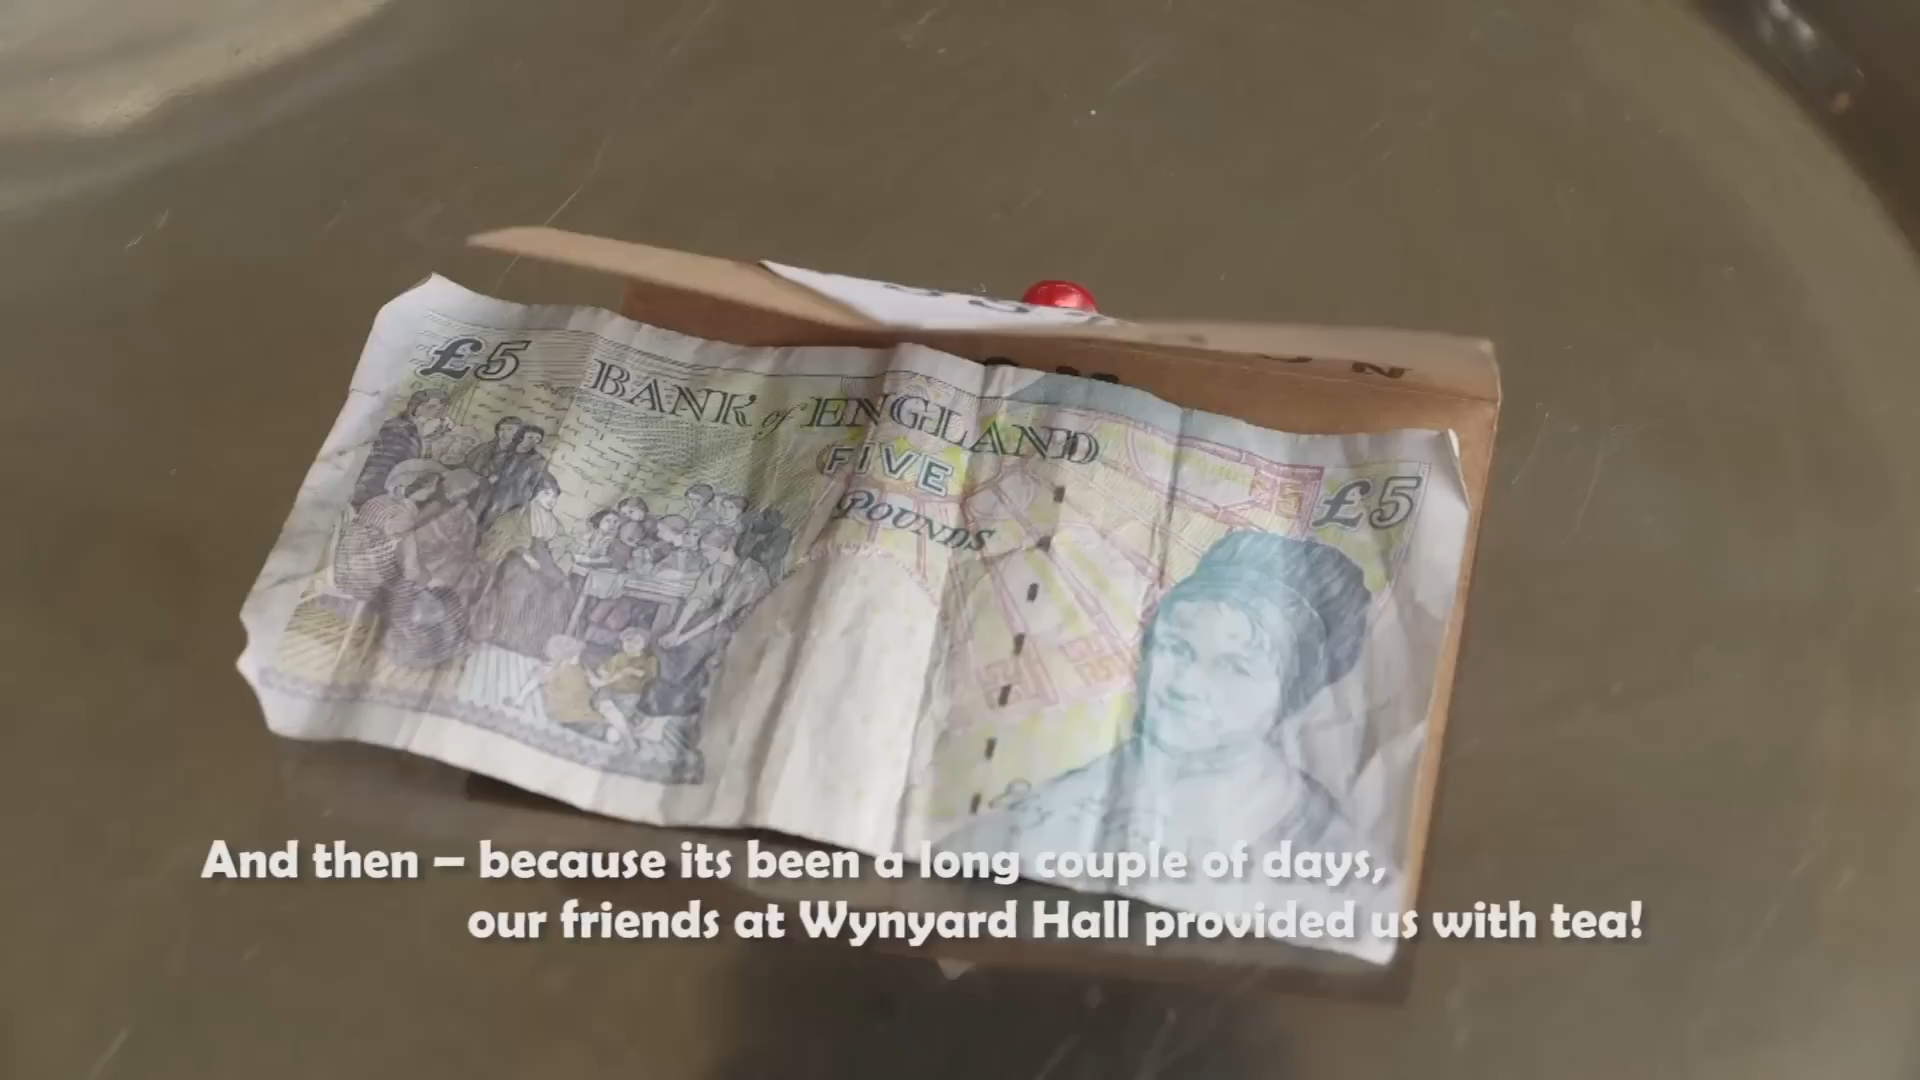 £5
BANK of ENGLAND
FIVE
POUNDS
£5
And then – because its been a long couple of days,
our friends at Wynyard Hall provided us with tea!